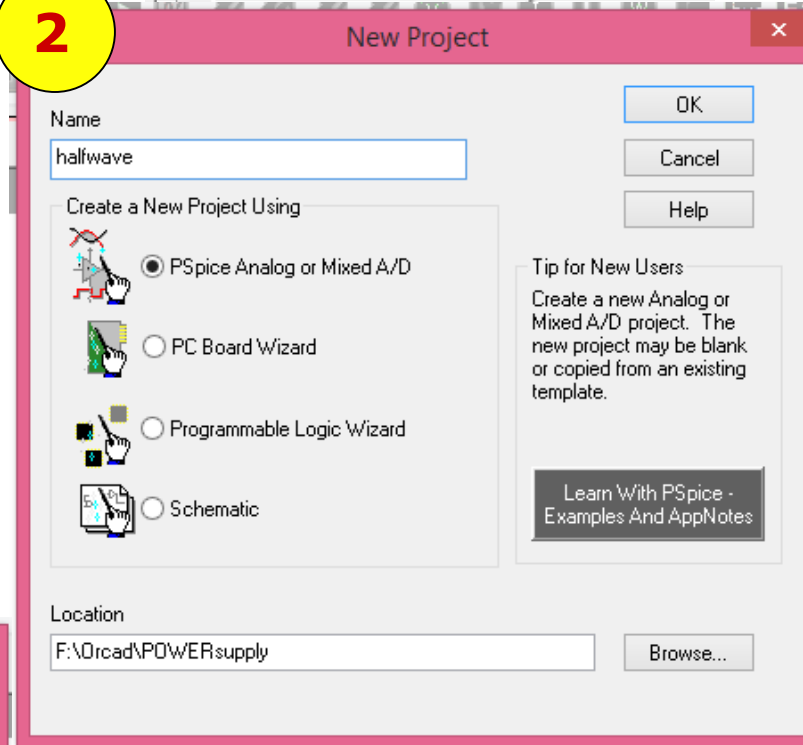 2
New Project
×
Name
halfwave
OK
Cancel
Help
Create a New Project Using
PSpice Analog or Mixed A/D
PC Board Wizard
Programmable Logic Wizard
Schematic
Tip for New Users
Create a new Analog or
Mixed A/D project. The
new project may be blank
or copied from an existing
template.
Learn With PSpice -
Examples And AppNotes
Location
F:\Orcad\POWERsupply
Browse...